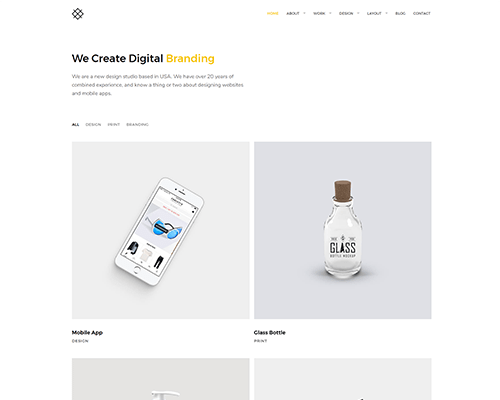 HOME ABOUT WORK DESIGN LAYOUT BLOG CONTACT
We Create Digital Branding
We are a new design studio based in USA. We have over 20 years of
combined experience, and know a thing or two about designing websites
and mobile apps.
ALL DESIGN PRINT BRANDING
GLASS
BOTTLE MOCKUP
Mobile App
DESIGN
Glass Bottle
PRINT